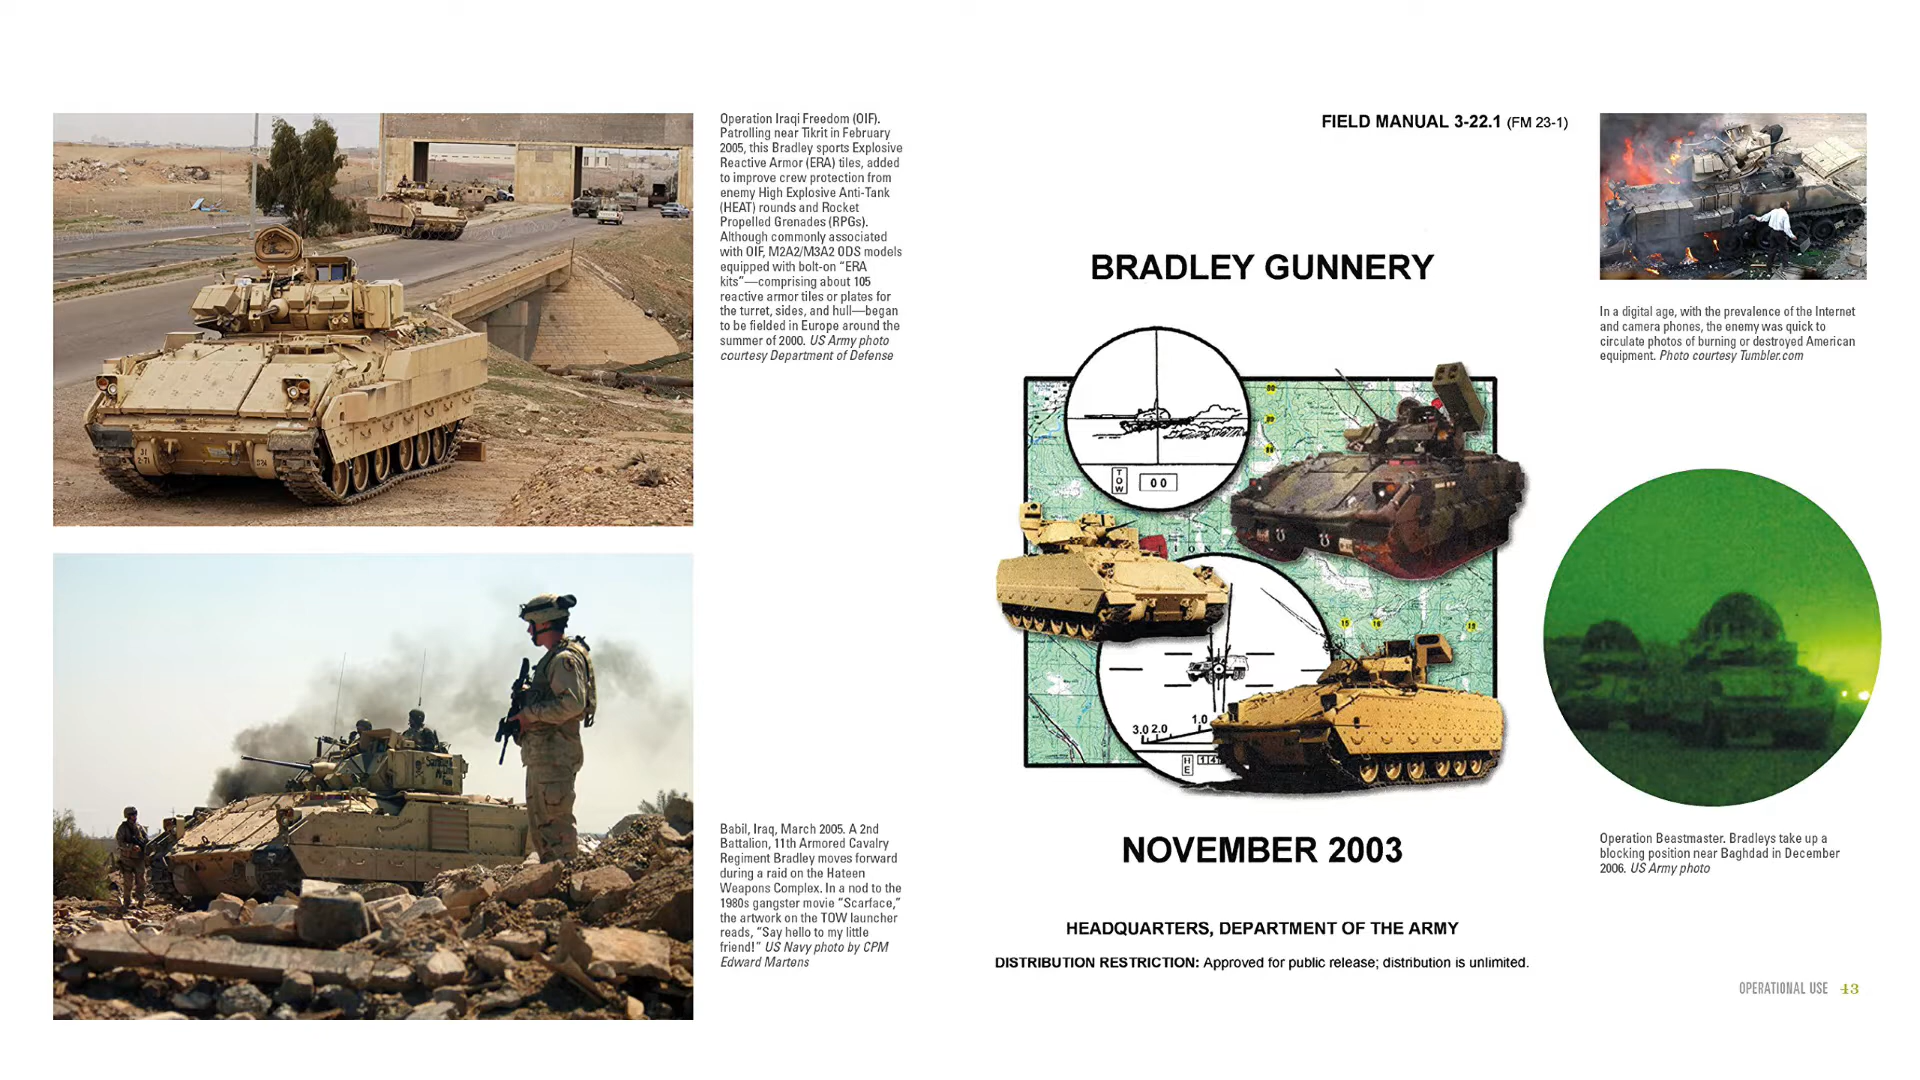 Operation Iraqi Freedom (OIF).
Patrolling near Tikrit in February
2005, this Bradley sports Explosive
Reactive Armor (ERA) tiles, added
to improve crew protection from
enemy High Explosive Anti-Tank
(HEAT) rounds and Rocket
Propelled Grenades (RPGs).
Although commonly associated
with OIF, M2A2/M3A2 ODS models
equipped with bolt-on “ERA
kits”—comprising about 105
reactive armor tiles or plates for
the turret, sides, and hull—began
to be fielded in Europe around the
summer of 2000. US Army photo
courtesy Department of Defense
Babil, Iraq, March 2005. A 2nd
Battalion, 11th Armored Cavalry
Regiment Bradley moves forward
during a raid on the Hateen
Weapons Complex. In a nod to the
1980s gangster movie “Scarface,”
the artwork on the TOW launcher
reads, “Say hello to my little
friend!” US Navy photo by CPM
Edward Martens
FIELD MANUAL 3-22.1 (FM 23-1)
BRADLEY GUNNERY
TOW
00
3.0 2.0 1.0
HE
NOVEMBER 2003
HEADQUARTERS, DEPARTMENT OF THE ARMY
DISTRIBUTION RESTRICTION: Approved for public release; distribution is unlimited.
In a digital age, with the prevalence of the Internet
and camera phones, the enemy was quick to
circulate photos of burning or destroyed American
equipment. Photo courtesy Tumbler.com
Operation Beastmaster. Bradleys take up a
blocking position near Baghdad in December
2006. US Army photo
OPERATIONAL USE 43